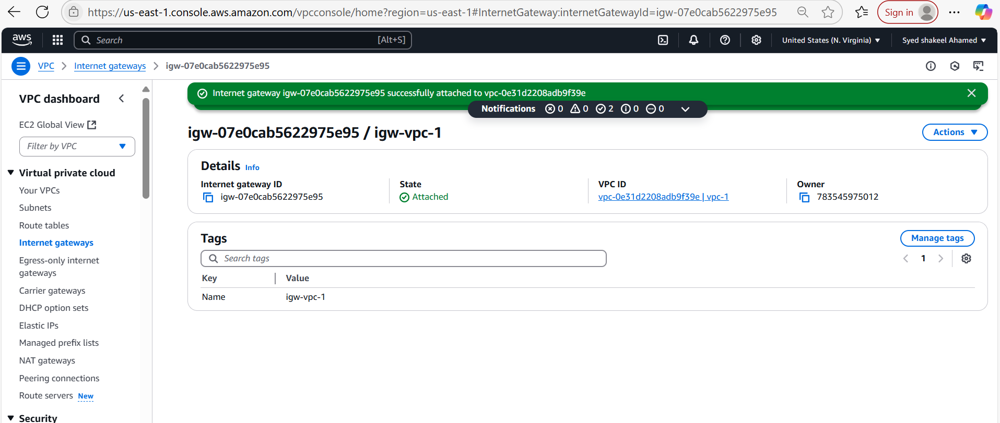 https://us-east-1.console.aws.amazon.com/vpcconsole/home?region=us-east-1#InternetGateway:internetGatewayId=igw-07e0cab5622975e95
Sign in
aws
Search
[Alt+S]
United States (N. Virginia)
Syed shakeel Ahamed
VPC
Internet gateways
igw-07e0cab5622975e95
VPC dashboard
EC2 Global View
Filter by VPC
Virtual private cloud
Your VPCs
Subnets
Route tables
Internet gateways
Egress-only internet
gateways
Carrier gateways
DHCP option sets
Elastic IPs
Managed prefix lists
NAT gateways
Peering connections
Route servers New
Security
Internet gateway igw-07e0cab5622975e95 successfully attached to vpc-0e31d2208adb9f39e
Notifications 0 0 2 0 0
igw-07e0cab5622975e95 / igw-vpc-1
Actions
Details Info
Internet gateway ID
igw-07e0cab5622975e95
State
Attached
VPC ID
vpc-0e31d2208adb9f39e | vpc-1
Owner
783545975012
Tags
Manage tags
Search tags
1
Key Value
Name igw-vpc-1